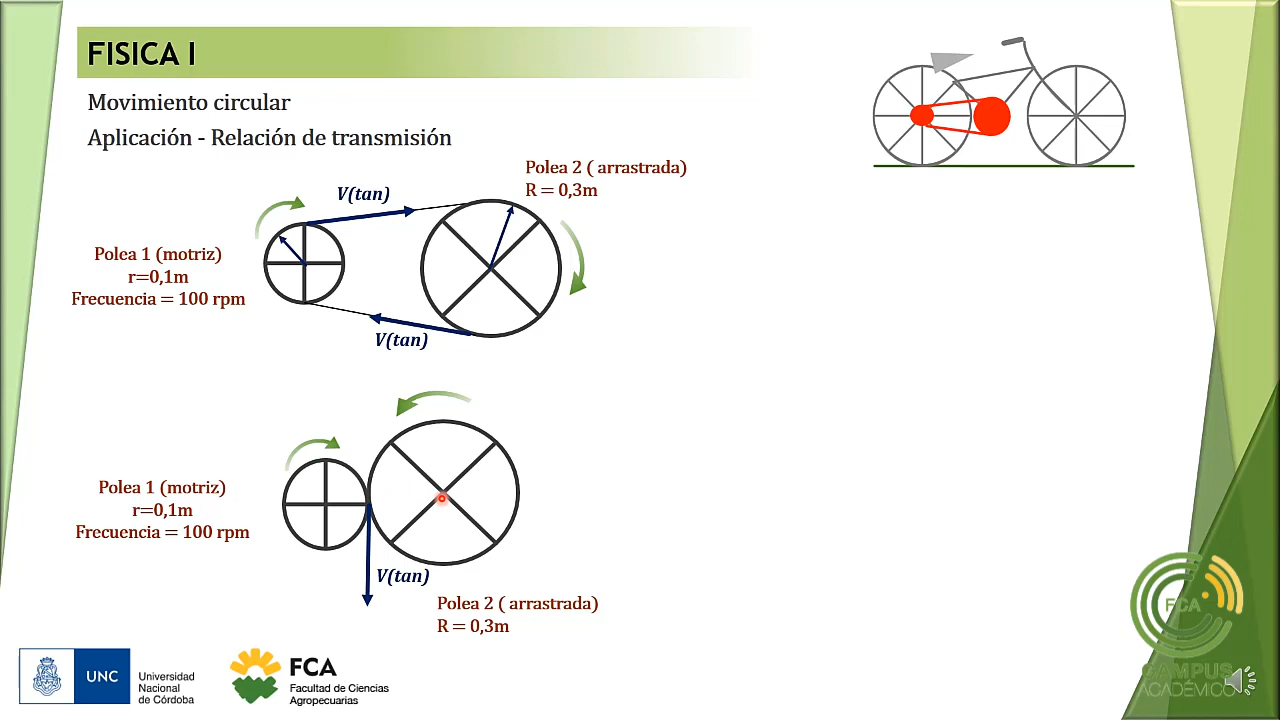 FISICA I
Movimiento circular
Aplicación - Relación de transmisión
Polea 2 ( arrastrada)
R = 0,3m
V(tan)
Polea 1 (motriz)
r=0,1m
Frecuencia = 100 rpm
V(tan)
Polea 1 (motriz)
r=0,1m
Frecuencia = 100 rpm
V(tan)
Polea 2 ( arrastrada)
R = 0,3m
UNC
Universidad
Nacional
de Córdoba
FCA
Facultad de Ciencias
Agropecuarias
FCA
CAMPUS
ACADÉMICO